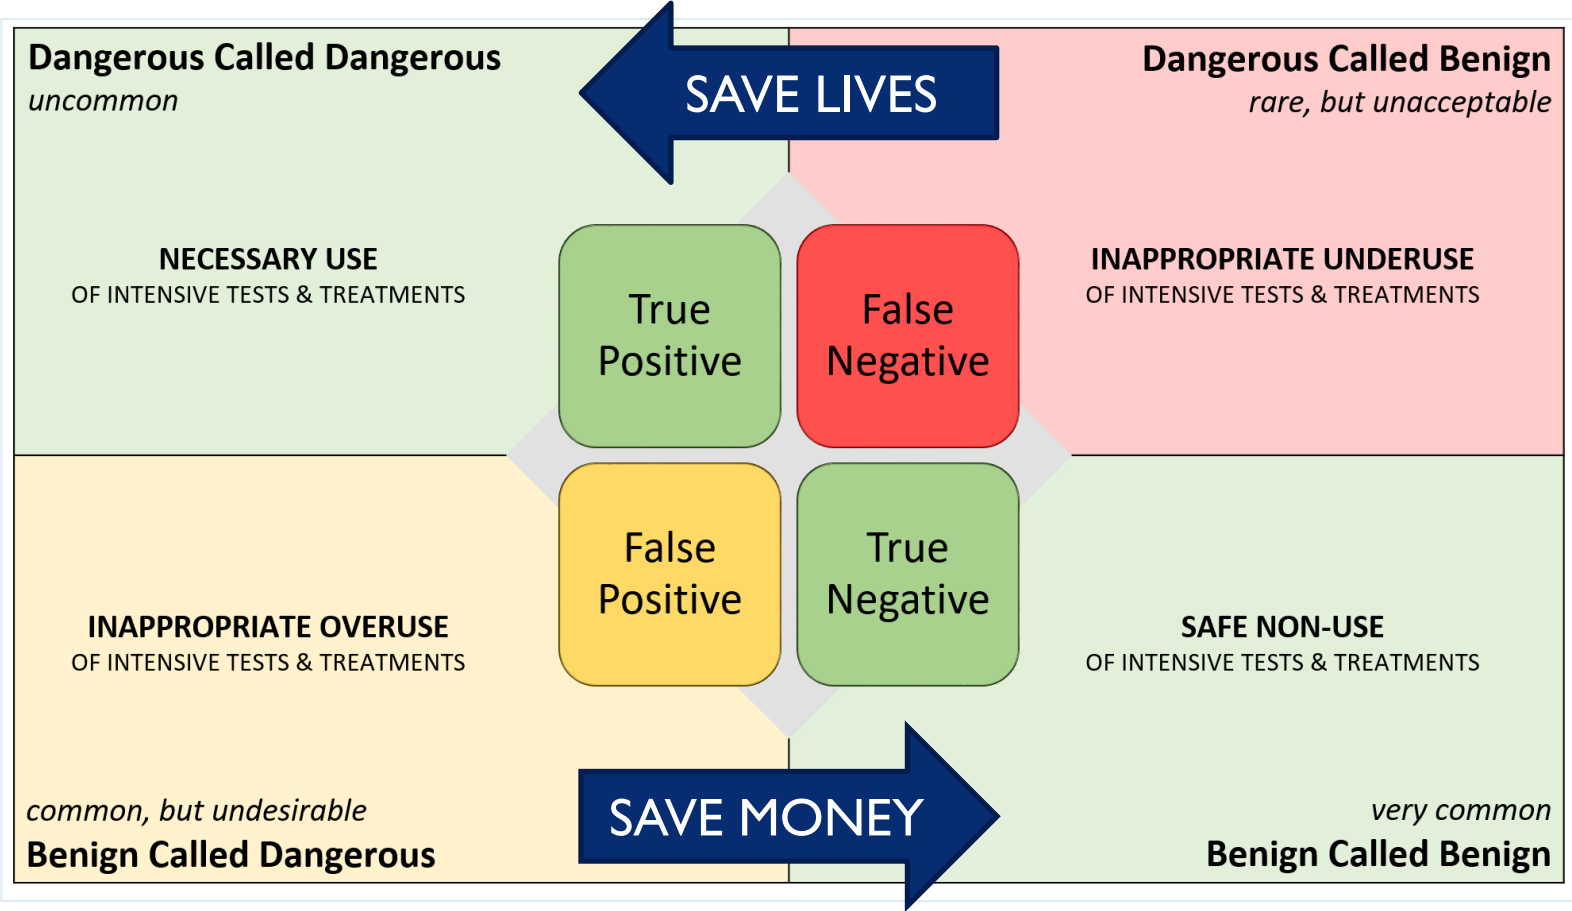 Dangerous Called Dangerous
uncommon
SAVE LIVES
Dangerous Called Benign
rare, but unacceptable
NECESSARY USE
OF INTENSIVE TESTS & TREATMENTS
True
Positive
False
Negative
INAPPROPRIATE UNDERUSE
OF INTENSIVE TESTS & TREATMENTS
INAPPROPRIATE OVERUSE
OF INTENSIVE TESTS & TREATMENTS
False
Positive
True
Negative
SAFE NON-USE
OF INTENSIVE TESTS & TREATMENTS
common, but undesirable
Benign Called Dangerous
SAVE MONEY
very common
Benign Called Benign